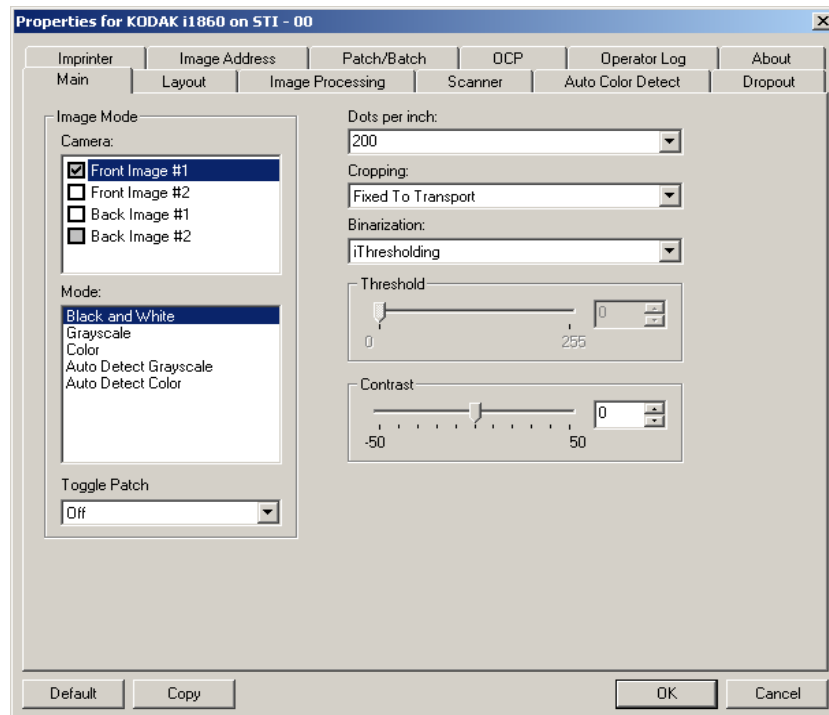 Properties for KODAK i1860 on STI - 00
Imprinter Image Address Patch/Batch OCP Operator Log About
Main Layout Image Processing Scanner Auto Color Detect Dropout
Image Mode
Camera:
Front Image #1
Front Image #2
Back Image #1
Back Image #2
Mode:
Black and White
Grayscale
Color
Auto Detect Grayscale
Auto Detect Color
Toggle Patch
Off
Dots per inch:
200
Cropping:
Fixed To Transport
Binarization:
iThresholding
Threshold
0
0 255
Contrast
0
-50 50
Default Copy OK Cancel